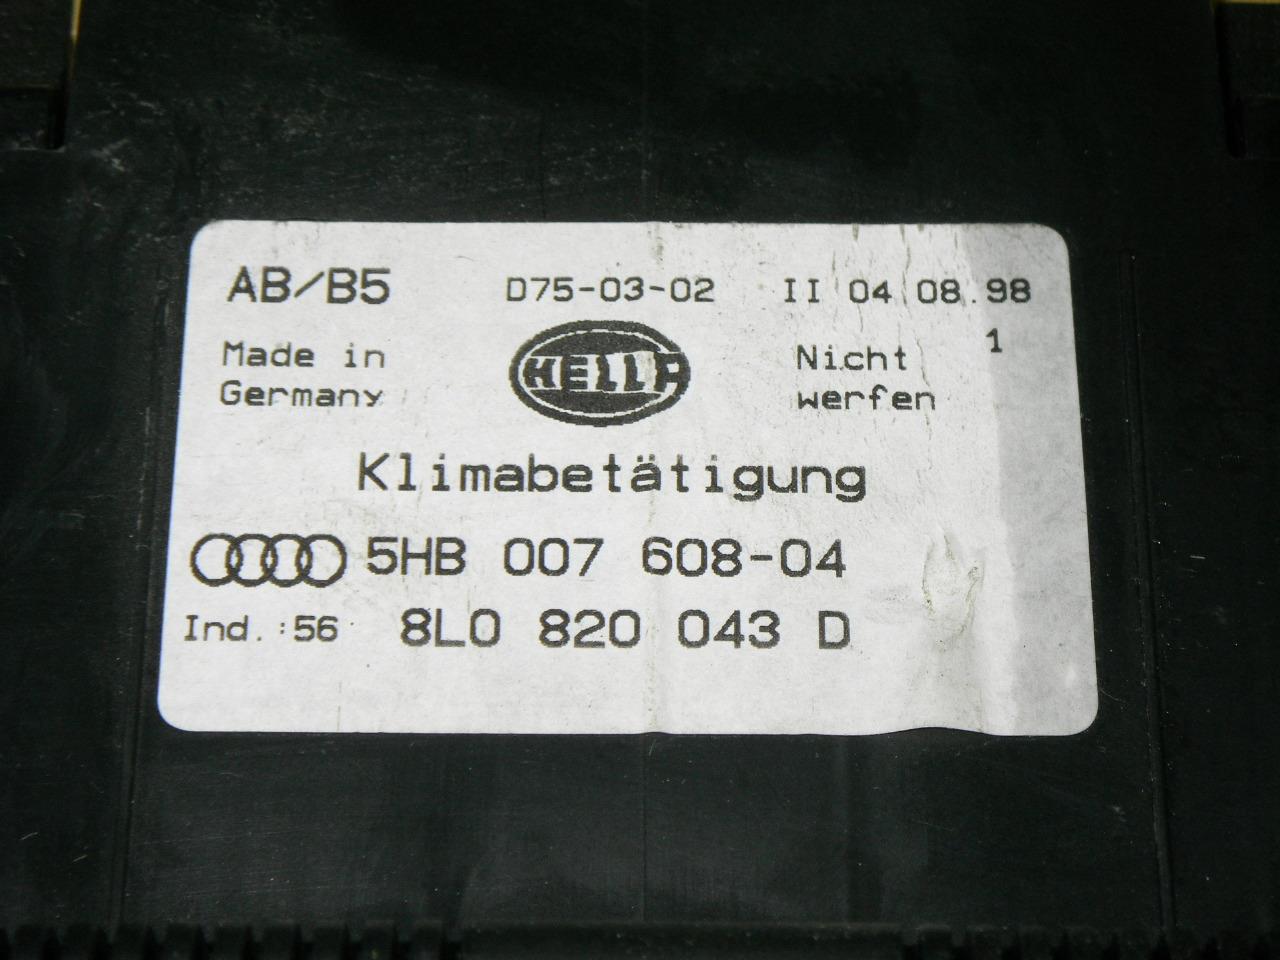 AB/B5 D75-03-02 II 04.08.98
1
Made in Germany
HELLA
Nicht werfen
Klimabetätigung
5HB 007 608-04
Ind.:56 8L0 820 043 D